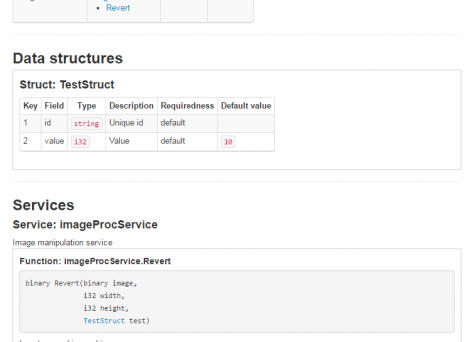 • Revert
Data structures
Struct: TestStruct
Key Field Type Description Requiredness Default value
1 id string Unique id default
2 value i32 Value default 10
Services
Service: imageProcService
Image manipulation service
Function: imageProcService.Revert
binary Revert(binary image,
i32 width,
i32 height,
TestStruct test)